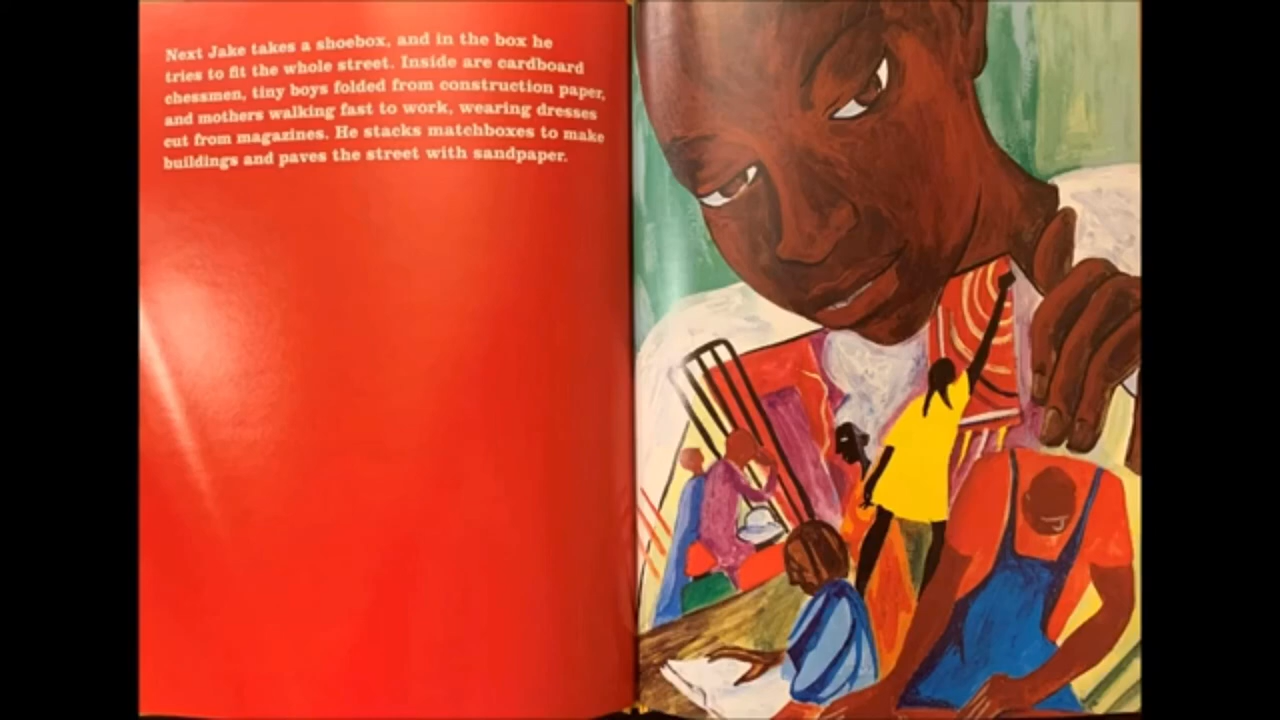 Next Jake takes a shoebox, and in the box he
tries to fit the whole street. Inside are cardboard
chessmen, tiny boys folded from construction paper,
and mothers walking fast to work, wearing dresses
cut from magazines. He stacks matchboxes to make
buildings and paves the street with sandpaper.